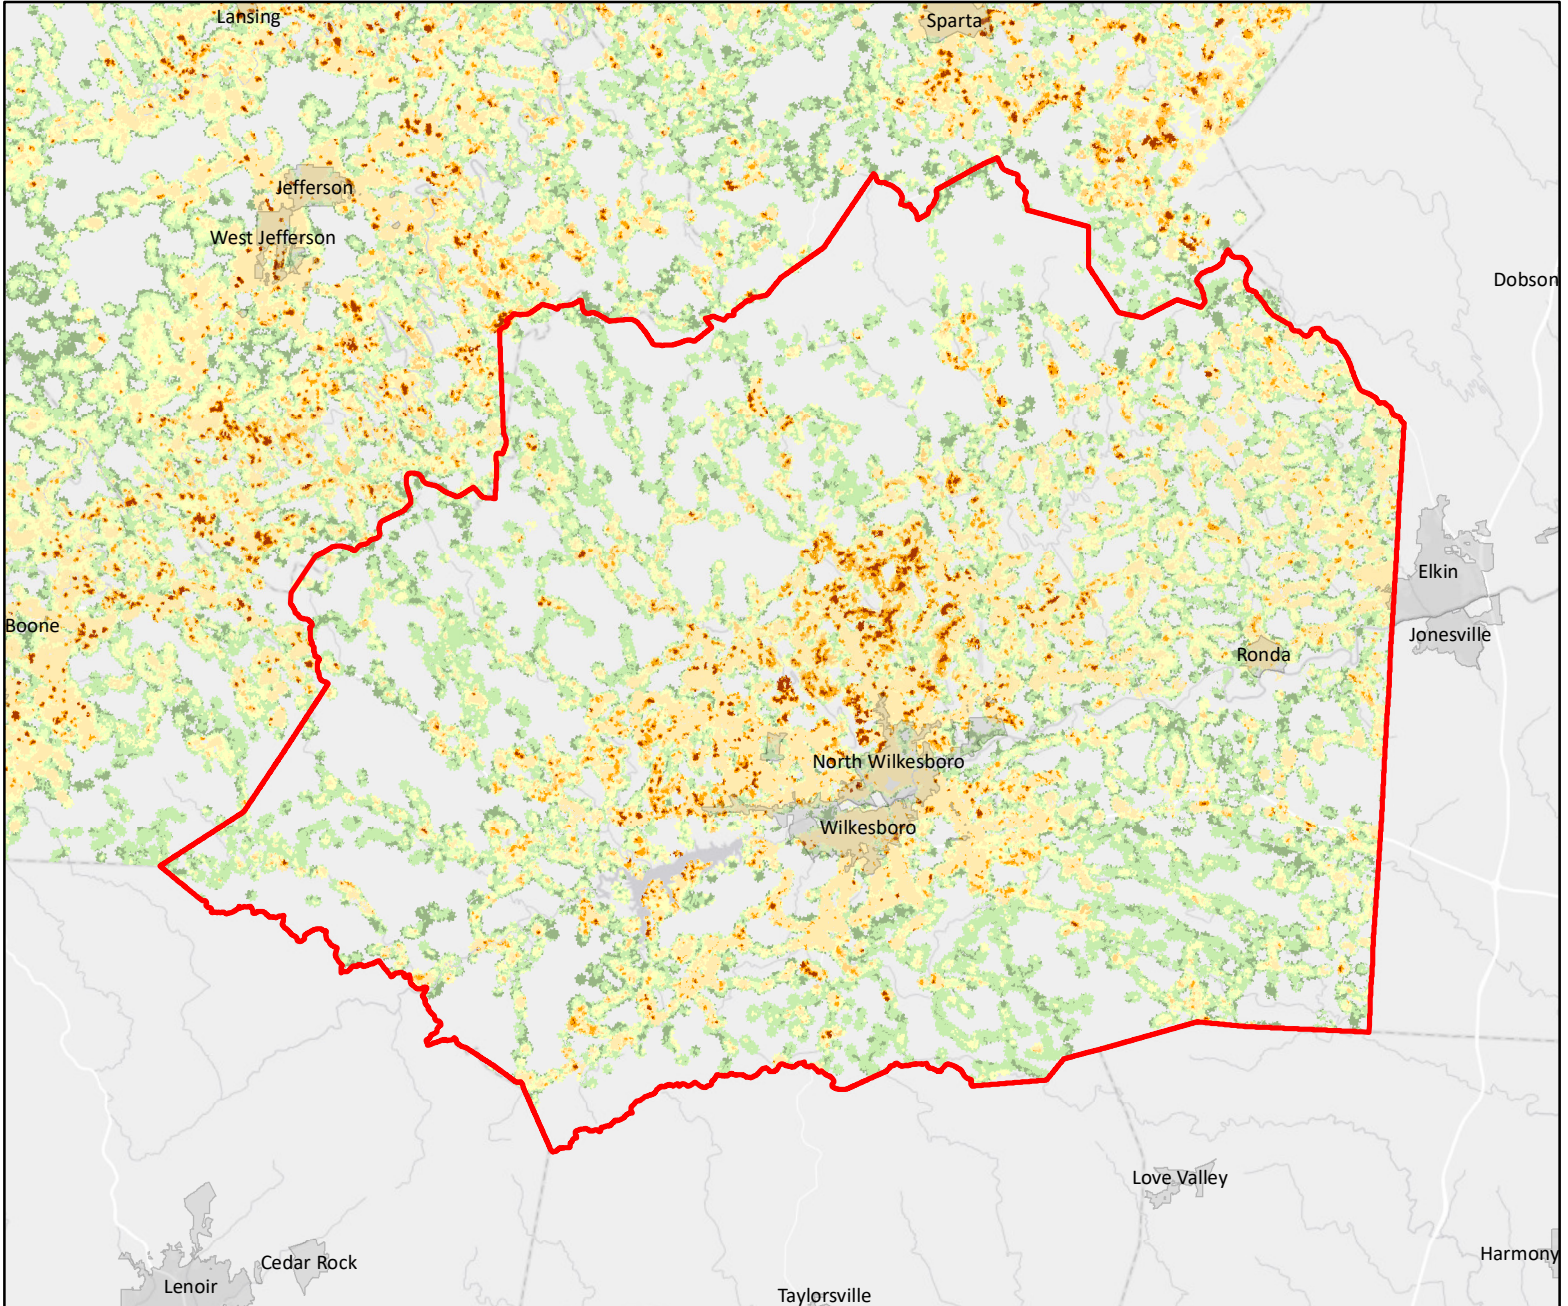 Lansing
Sparta
Jefferson
West Jefferson
Dobson
Elkin
Boone
Jonesville
Ronda
North Wilkesboro
Wilkesboro
Love Valley
Harmony
Cedar Rock
Lenoir
Taylorsville